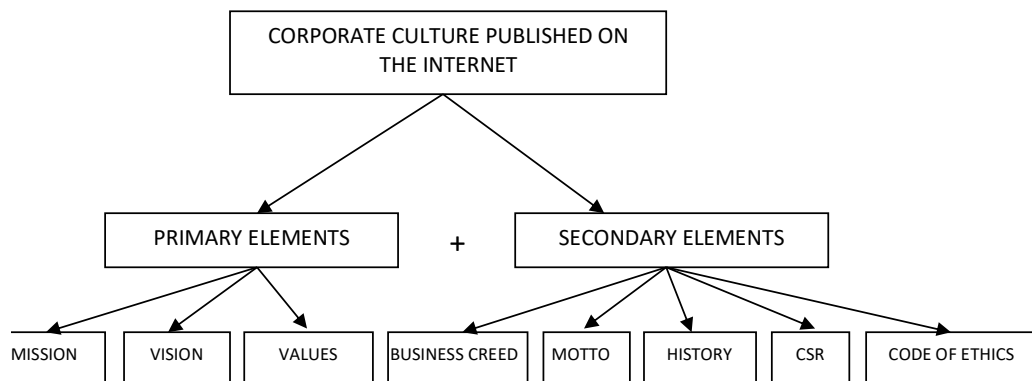 CORPORATE CULTURE PUBLISHED ON
THE INTERNET
PRIMARY ELEMENTS
+
SECONDARY ELEMENTS
MISSION
VISION
VALUES
BUSINESS CREED
MOTTO
HISTORY
CSR
CODE OF ETHICS